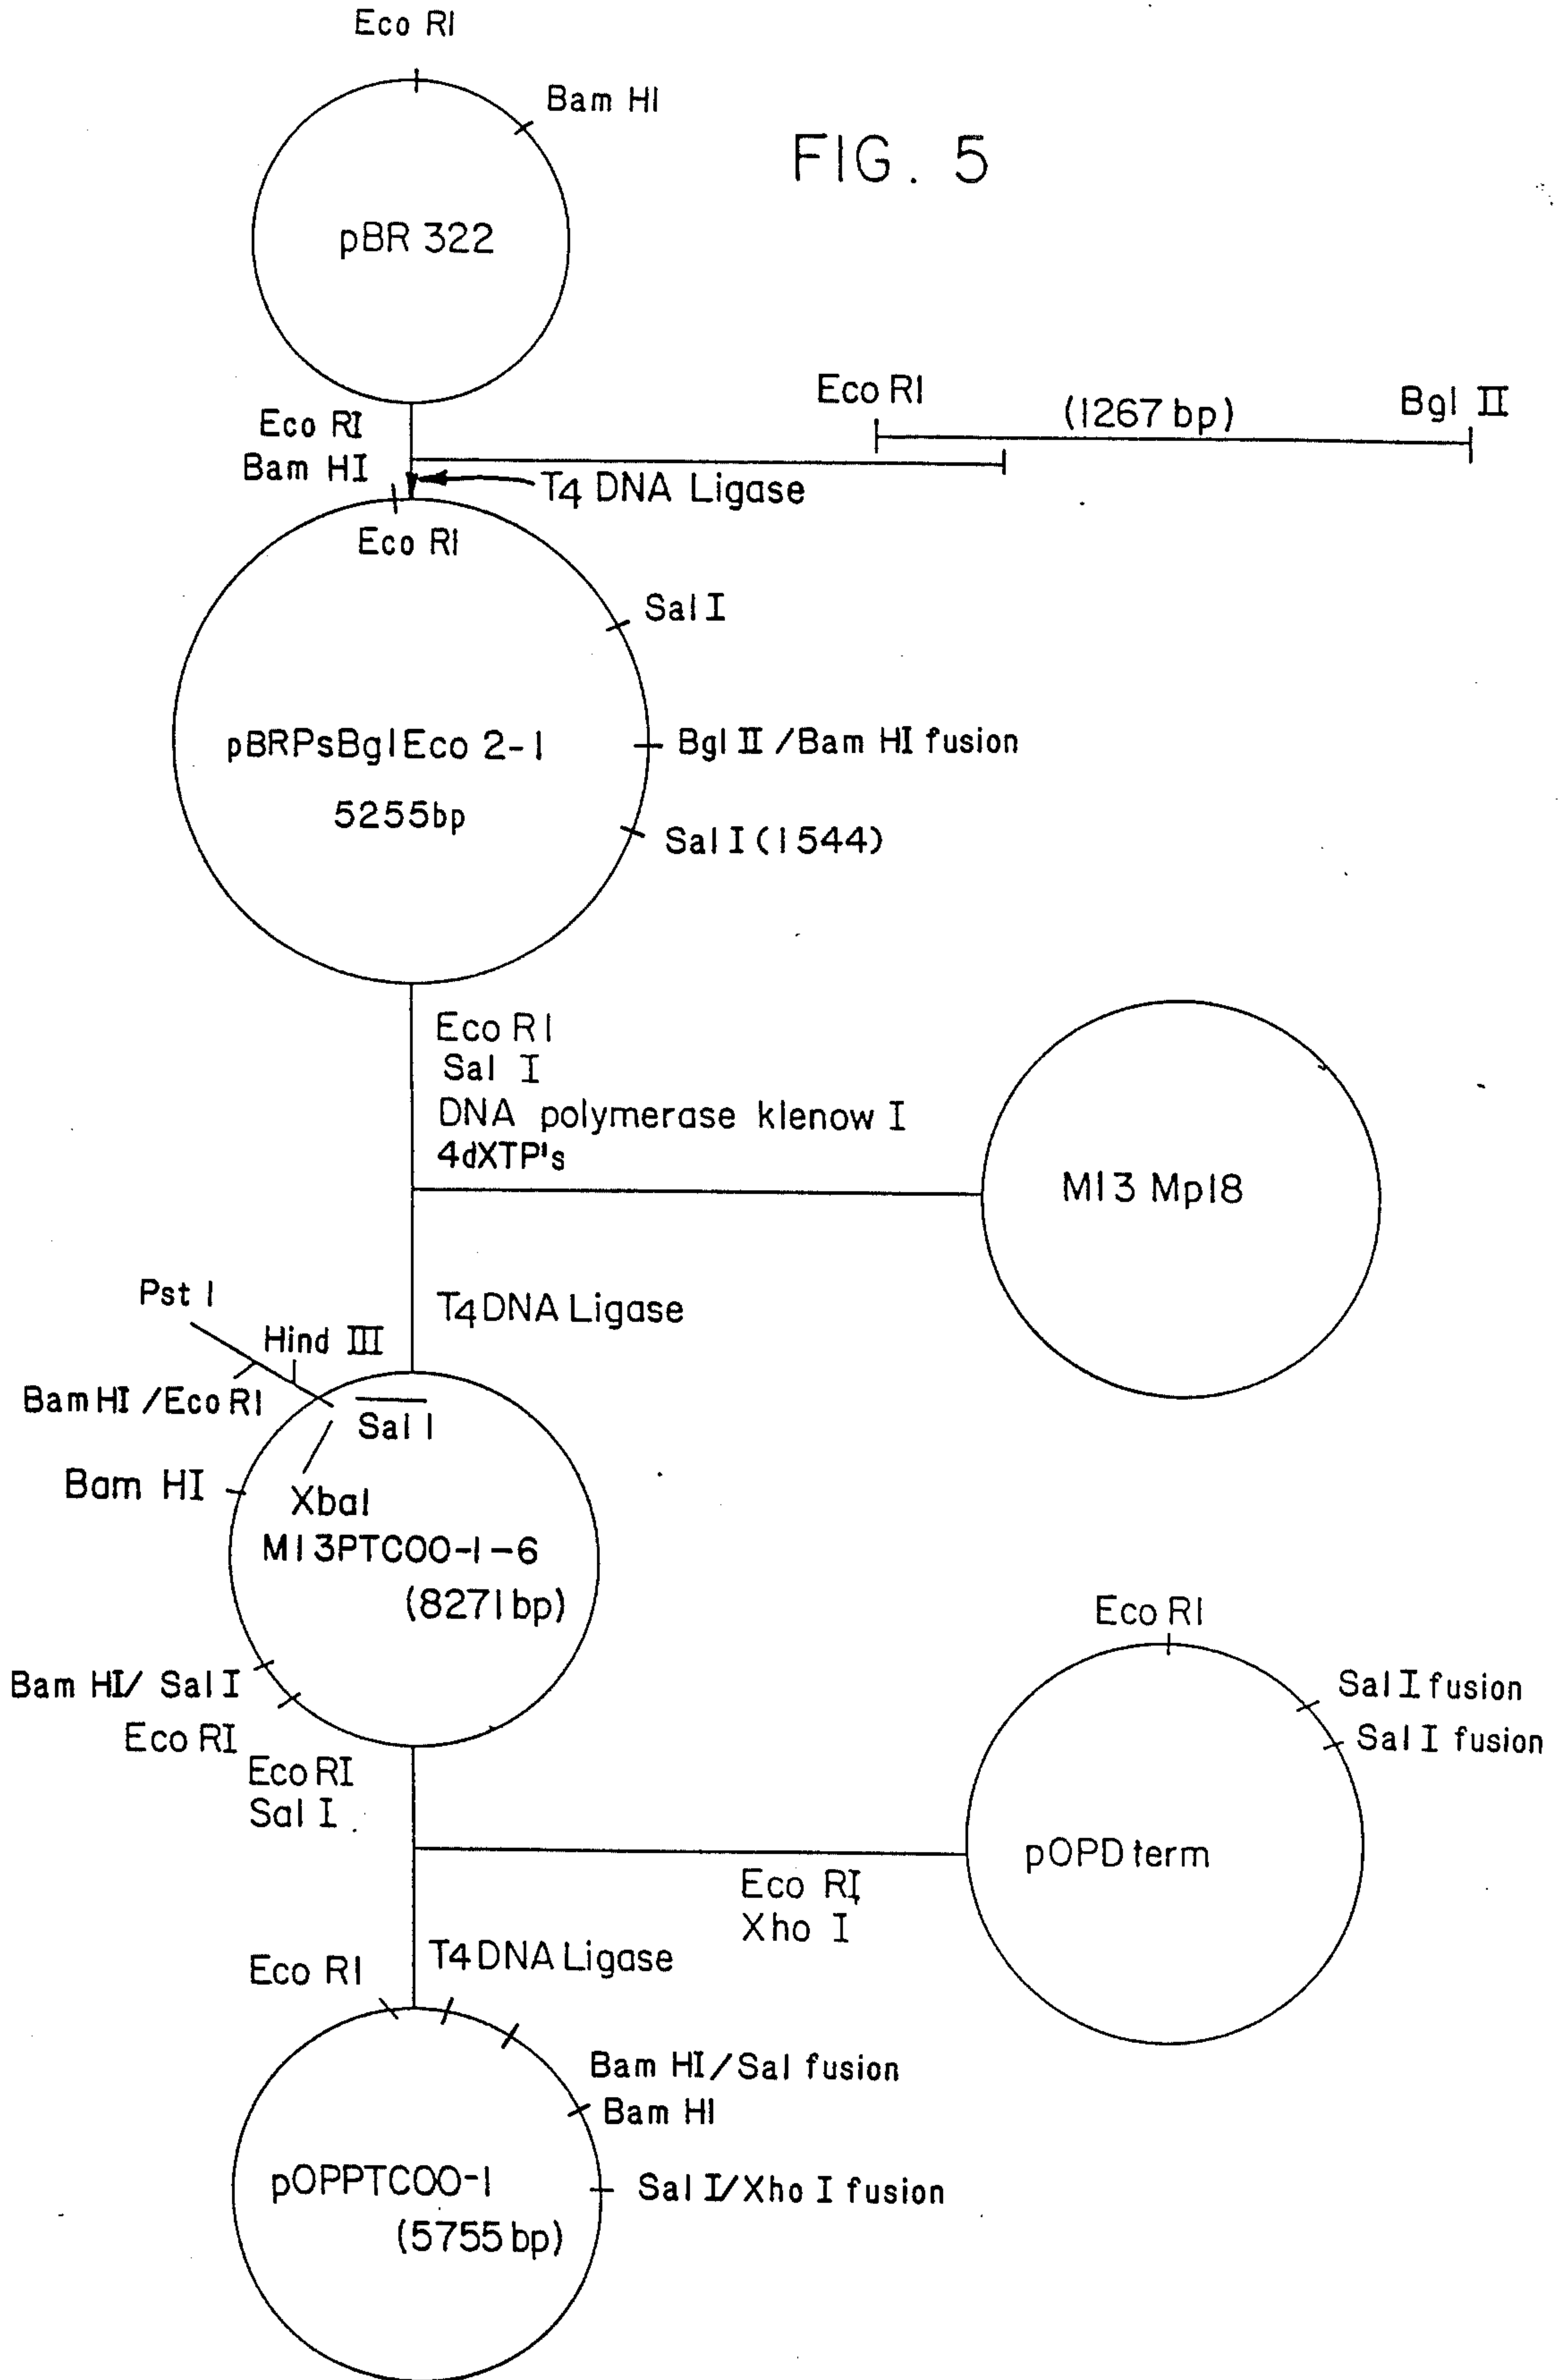 Eco RI
Bam HI
FIG. 5
pBR 322
Eco RI
(1267 bp)
Bgl II
Eco RI
Bam HI
T4 DNA Ligase
Eco RI
Sal I
pBRPsBglEco 2-1
5255bp
Bgl II /Bam HI fusion
Sal I (1544)
Eco RI
Sal I
DNA polymerase klenow I
4dXTP's
M13 Mp18
T4 DNA Ligase
Pst I
Hind III
Bam HI /Eco RI
Sal I
Bam HI
XbaI
M13PTC00-1-6
(8271bp)
Bam HI/ Sal I
Eco RI
Eco RI
Sal I
Eco RI
Sal I fusion
Sal I fusion
pOPD term
Eco RI
Xho I
T4 DNA Ligase
Eco RI
Bam HI/Sal fusion
Bam HI
pOPPTC00-1
(5755 bp)
Sal I/Xho I fusion